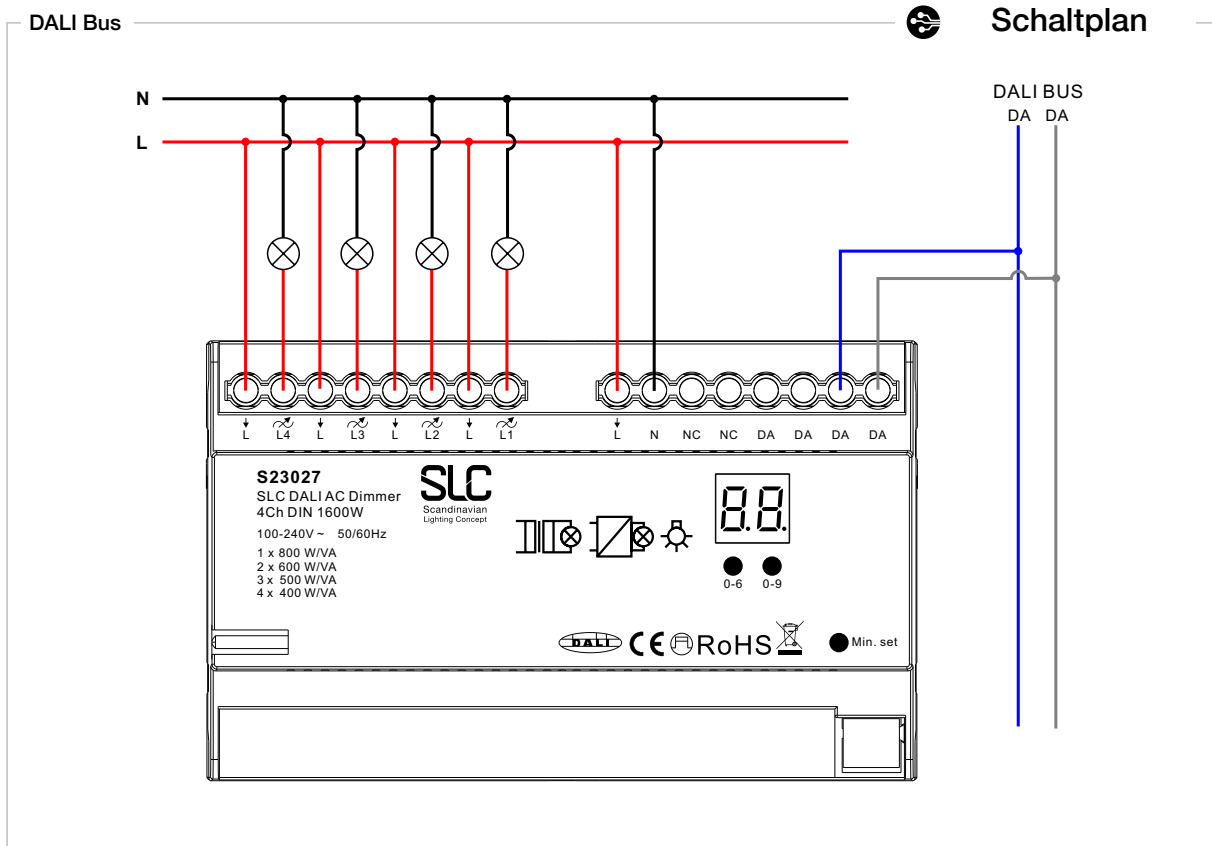 DALI Bus
Schaltplan
N
L
DALI BUS
DA DA
L L4 L L3 L L2 L L1
L N NC NC DA DA DA DA
S23027
SLC DALI AC Dimmer
4Ch DIN 1600W
100-240V ~ 50/60Hz
1 x 800 W/VA
2 x 600 W/VA
3 x 500 W/VA
4 x 400 W/VA
SLC
Scandinavian
Lighting Concept
8.8.
0-6 0-9
DALI CE RoHS
Min. set